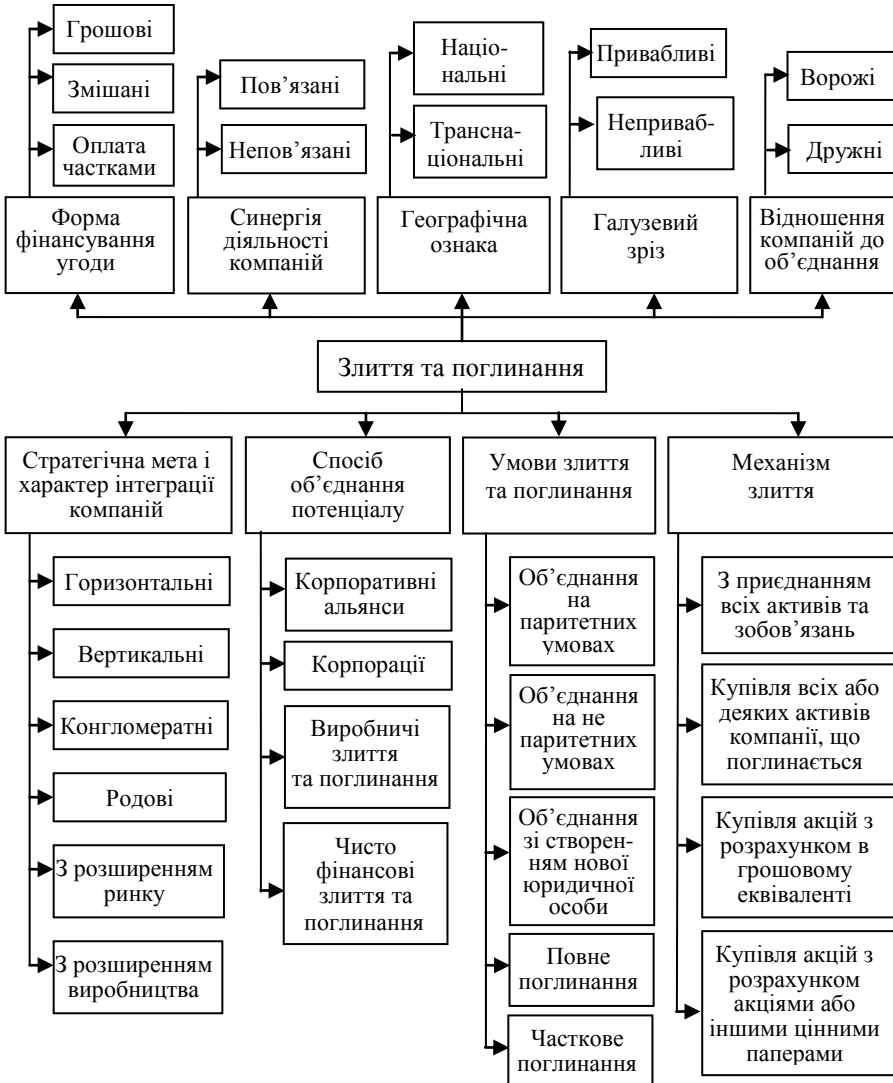 Грошові
Змішані
Оплата
частками
Форма
фінансування
угоди
Пов’язані
Непов’язані
Синергія
діяльності
компаній
Націо-
нальні
Трансна-
ціональні
Географічна
ознака
Привабливі
Непривоб-
ливі
Галузевий
зріз
Ворожі
Дружні
Відношення
компаній до
об’єднання
Злиття та поглинання
Стратегічна мета і
характер інтеграції
компаній
Горизонтальні
Вертикальні
Конгломератні
Родові
З розширенням
ринку
З розширенням
виробництва
Спосіб
об’єднання
потенціалу
Корпоративні
альянси
Корпорації
Виробничі
злиття
та поглинання
Чисто
фінансові
злиття та
поглинання
Умови злиття
та поглинання
Об’єднання
на
паритетних
умовах
Об’єднання
на не
паритетних
умовах
Об’єднання
зі створен-
ням нової
юридичної
особи
Повне
поглинання
Часткове
поглинання
Механізм
злиття
З приєднанням
всіх активів та
зобов’язань
Купівля всіх або
деяких активів
компанії, що
поглинається
Купівля акцій з
розрахунком в
грошовому
еквіваленті
Купівля акцій з
розрахунком
акціями або
іншими цінними
паперами